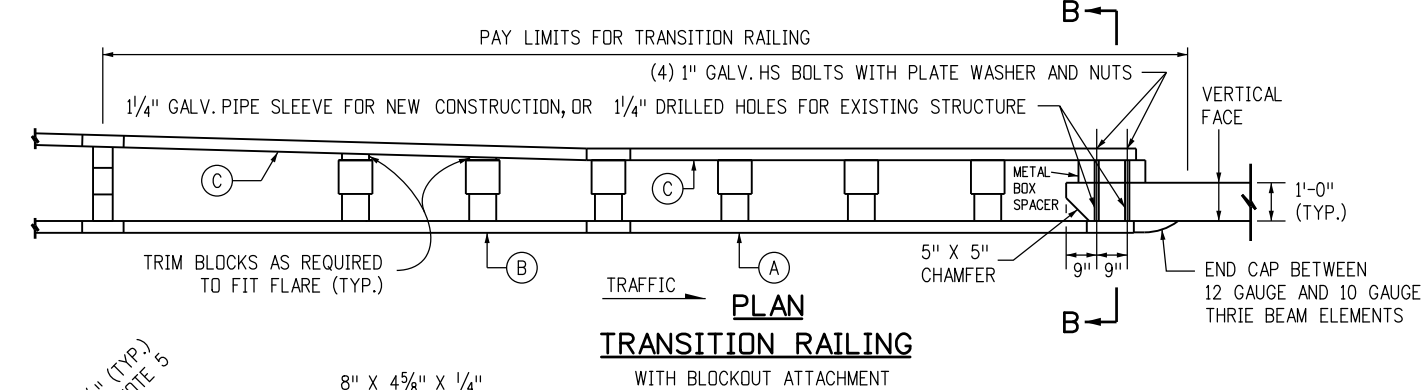 B
PAY LIMITS FOR TRANSITION RAILING
(4) 1" GALV. HS BOLTS WITH PLATE WASHER AND NUTS
1¼" GALV. PIPE SLEEVE FOR NEW CONSTRUCTION, OR 1¼" DRILLED HOLES FOR EXISTING STRUCTURE
VERTICAL
FACE
C
C
METAL
BOX
SPACER
1'-0"
(TYP.)
TRIM BLOCKS AS REQUIRED
TO FIT FLARE (TYP.)
B
A
5" X 5"
CHAMFER
9" 9"
END CAP BETWEEN
12 GAUGE AND 10 GAUGE
THRIE BEAM ELEMENTS
TRAFFIC
B
PLAN
TRANSITION RAILING
WITH BLOCKOUT ATTACHMENT
(TYP.)
5
8" X 4⅝" X ¼"